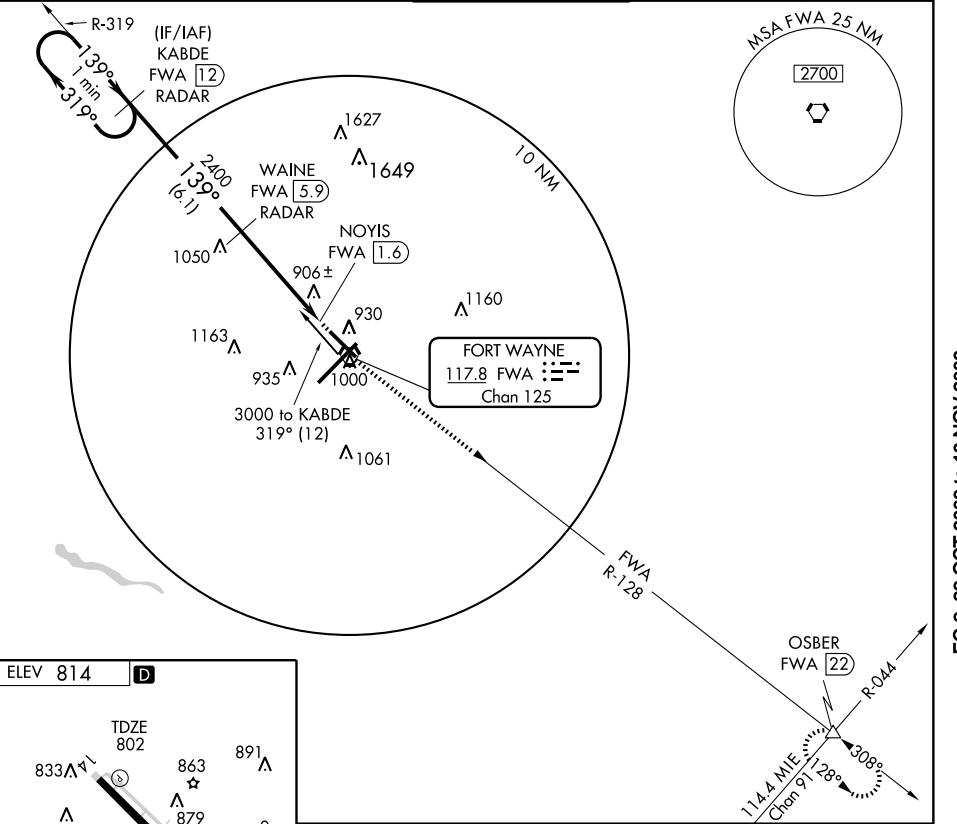 R-319
(IF/IAF)
KABDE
FWA 12
RADAR
139°
1 min
319°
MSA FWA 25 NM
2700
1627
1649
10 NM
2400
139°
(6.1)
WAINE
FWA 5.9
RADAR
1050
NOYIS
FWA 1.6
906 ±
930
1160
1163
935
1000
FORT WAYNE
117.8 FWA
Chan 125
3000 to KABDE
319° (12)
1061
FWA
R-128
OSBER
FWA 22
R-044
308°
128°
114.4 MIE
Chan 91
ELEV 814 D
TDZE
802
833
14
P
863
891
879